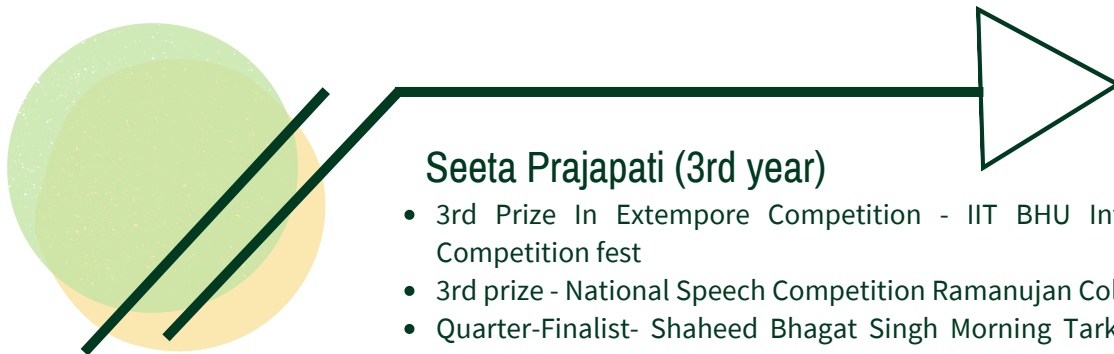 Seeta Prajapati (3rd year)
• 3rd Prize In Extempore Competition - IIT BHU
Competition fest
• 3rd prize - National Speech Competition Ramanujan
• Quarter-Finalist- Shaheed Bhagat Singh Morning